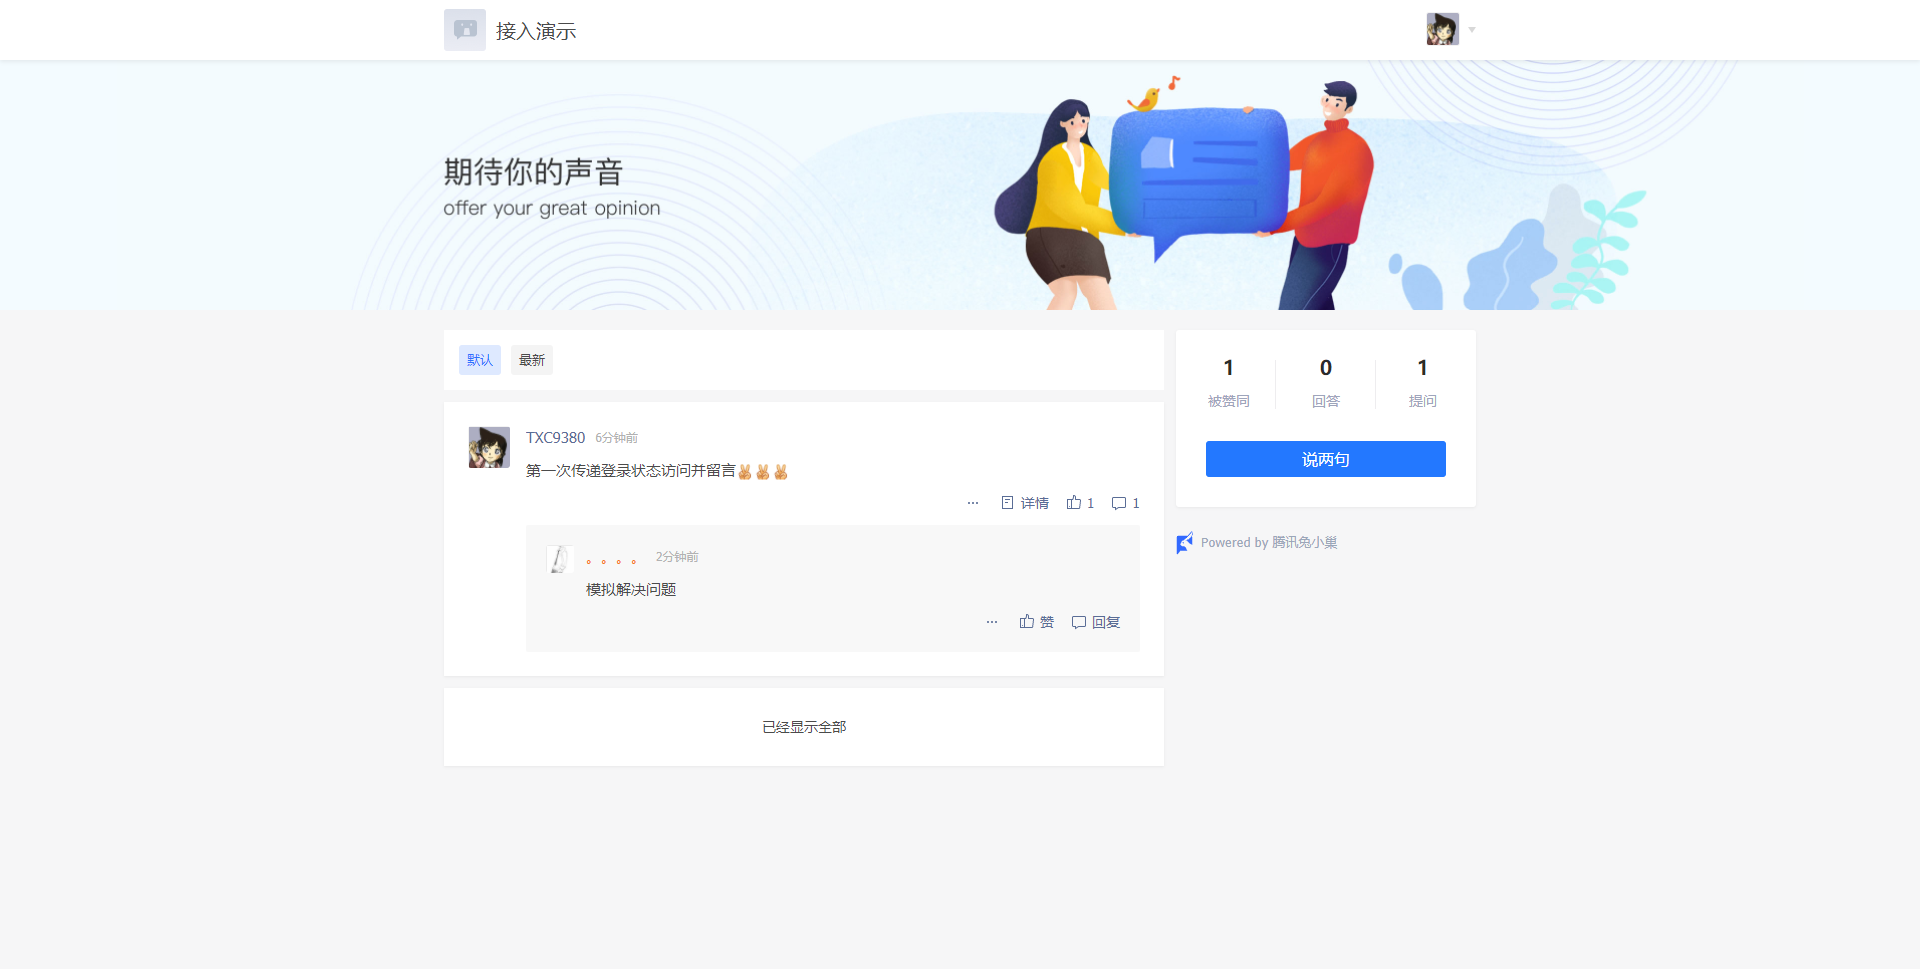 接入演示
期待你的声音
offer your great opinion
默认 最新
TXC9380 6分钟前
第一次传递登录状态访问并留言✌✌✌
··· 详情 1 1
。。。。 2分钟前
模拟解决问题
··· 赞 回复
已经显示全部
1 0 1
被赞同 回答 提问
说两句
Powered by 腾讯兔小巢